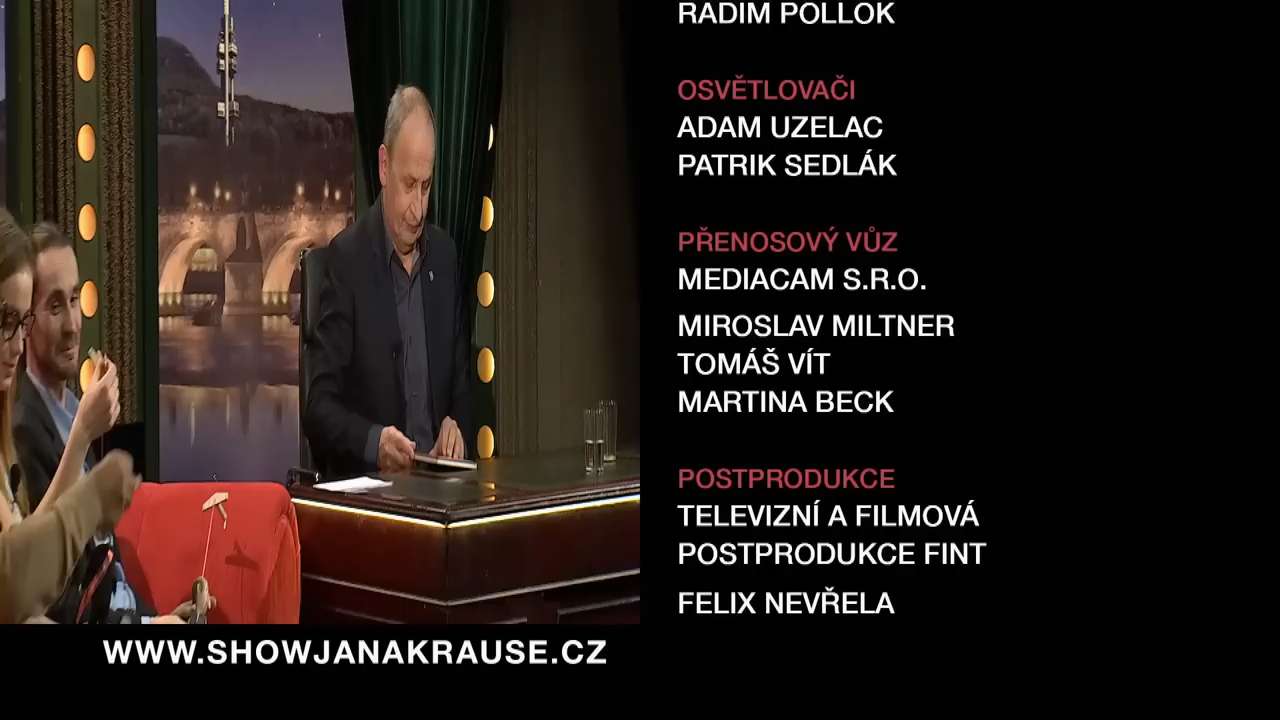 RADIM POLLOK
OSVĚTLOVAČI
ADAM UZELAC
PATRIK SEDLÁK
PŘENOSOVÝ VŮZ
MEDIACAM S.R.O.
MIROSLAV MILTNER
TOMÁŠ VÍT
MARTINA BECK
POSTPRODUKCE
TELEVIZNÍ A FILMOVÁ
POSTPRODUKCE FINT
FELIX NEVŘELA
WWW.SHOWJANAKRAUSE.CZ